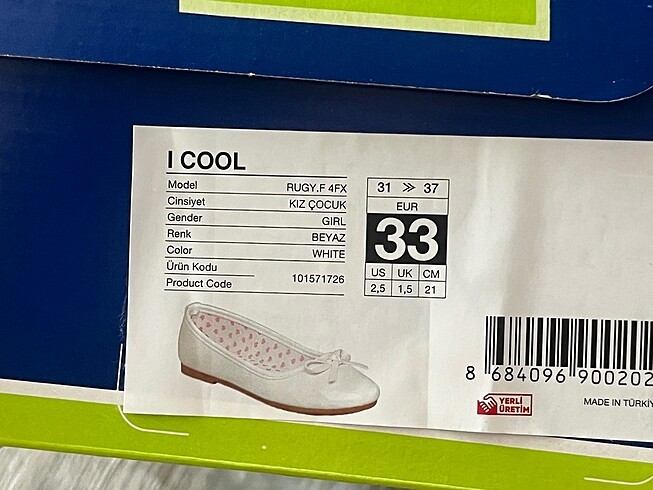 I COOL
Model RUGY.F 4FX
Cinsiyet KIZ ÇOCUK
Gender GIRL
Renk BEYAZ
Color WHITE
Ürün Kodu
Product Code 101571726
31 >> 37
EUR
33
US UK CM
2,5 1,5 21
8 684096 900202
YERLİ
ÜRETİM
MADE IN TÜRKİY